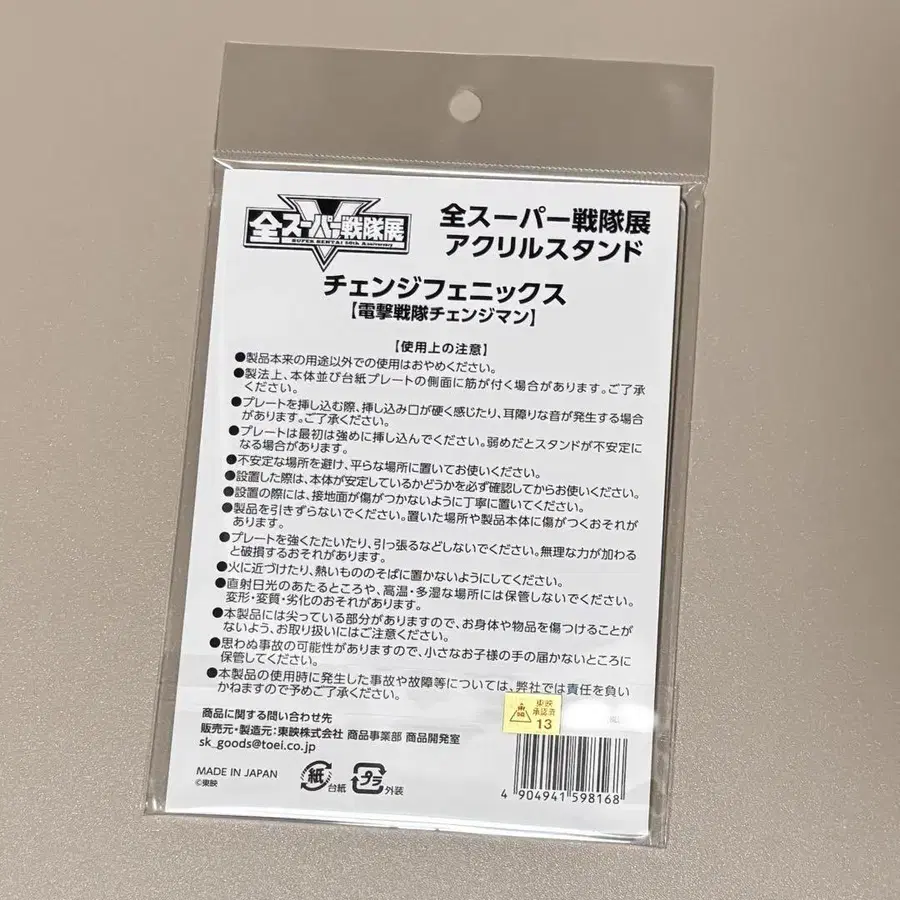 全スーパー戦隊展
SUPER SENTAI 50th Anniversary
全スーパー戦隊展
アクリルスタンド
チェンジフェニックス
【電撃戦隊チェンジマン】
【使用上の注意】
●製品本来の用途以外での使用はおやめください。
●製法上、本体並び台紙プレートの側面に筋が付く場合があります。ご了承
ください。
●プレートを挿し込む際、挿し込み口が硬く感じたり、耳障りな音が発生する場合
があります。ご了承ください。
●プレートは最初は強めに挿し込んでください。弱めだとスタンドが不安定に
なる場合があります。
●不安定な場所を避け、平らな場所に置いてお使いください。
●設置した際は、本体が安定しているかどうかを必ず確認してからお使いください。
●設置の際には、接地面が傷がつかないように丁寧に置いてください。
●製品を引きずらないでください。置いた場所や製品本体に傷がつくおそれが
あります。
●プレートを強くたたいたり、引っ張るなどしないでください。無理な力が加わる
と破損するおそれがあります。
●火に近づけたり、熱いもののそばに置かないようにしてください。
●直射日光のあたるところや、高温・多湿な場所には保管しないでください。
変形・変質・劣化のおそれがあります。
●本製品には尖っている部分がありますので、お身体や物品を傷つけることが
ないよう、お取り扱いにはご注意ください。
●思わぬ事故の可能性がありますので、小さなお子様の手の届かないところに
保管してください。
●本製品の使用時に発生した事故や故障等については、弊社では責任を負い
かねますので予めご了承ください。
商品に関する問い合わせ先
販売元・製造元：東映株式会社 商品事業部 商品開発室
sk_goods@toei.co.jp
東映
承認済
13
MADE IN JAPAN
©東映
紙 台紙
プラ 外装
4 904941 598168